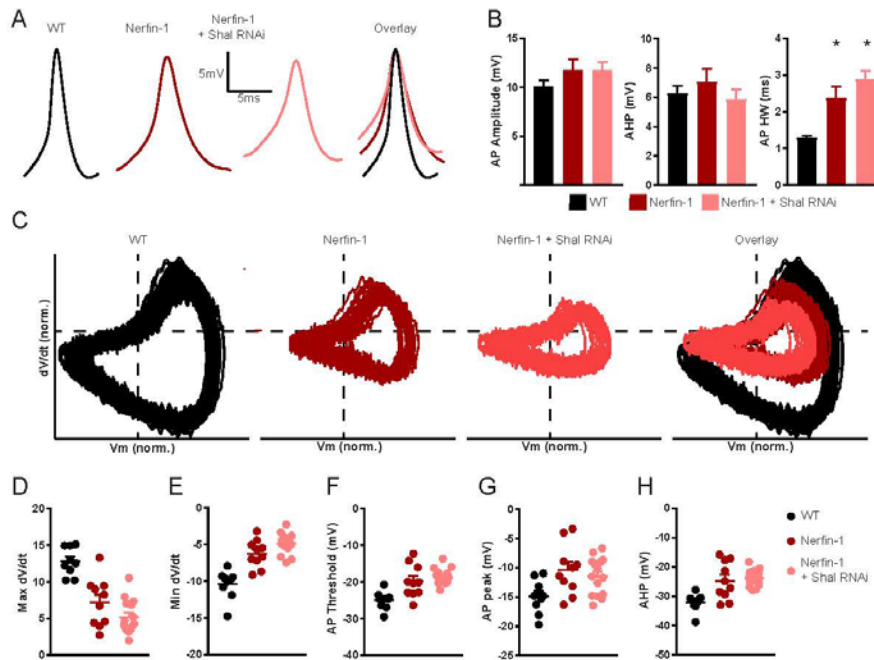 A
WT
Nerfin-1
Nerfin-1
+ Shal RNAi
Overlay
5mV
5ms
B
AP Amplitude (mV)
15
10
5
AHP
(mV)
8
6
4
2
0
AP HW (ms)
4
3
2
1
0
*
*
WT
Nerfin-1
Nerfin-1 + Shal RNAi
C
WT
Nerfin-1
Nerfin-1 + Shal RNAi
Overlay
dV/dt (norm.)
Vm (norm.)
Vm (norm.)
Vm (norm.)
Vm (norm.)
D
Max dV/dt
20
15
10
5
0
E
Min dV/dt
0
-5
-10
-15
-20
F
AP Threshold (mV)
0
-10
-20
-30
-40
G
AP peak (mV)
0
-5
-10
-15
-20
-25
H
AHP (mV)
0
-10
-20
-30
-40
-50
WT
Nerfin-1
Nerfin-1
+ Shal RNAi